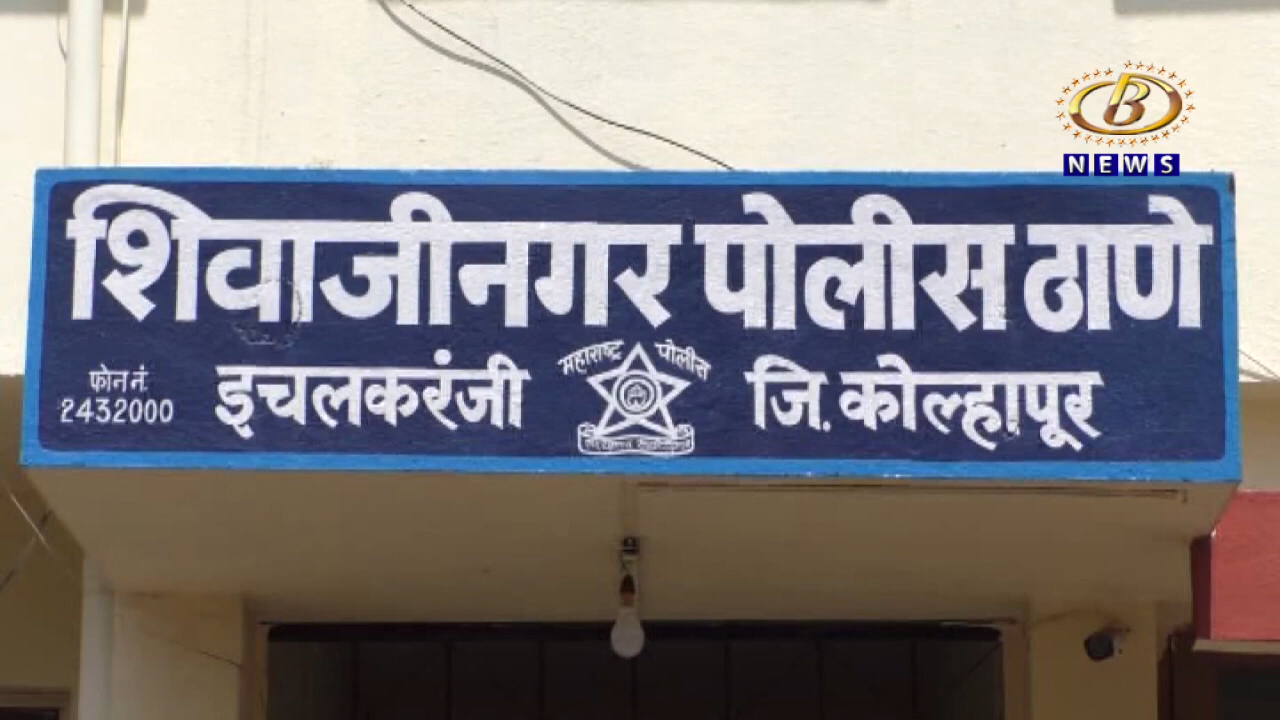 B
NEWS
शिवाजीनगर पोलीस ठाणे
फोन नं.
2432000
इचलकरंजी
महाराष्ट्र पोलीस
जि. कोल्हापूर